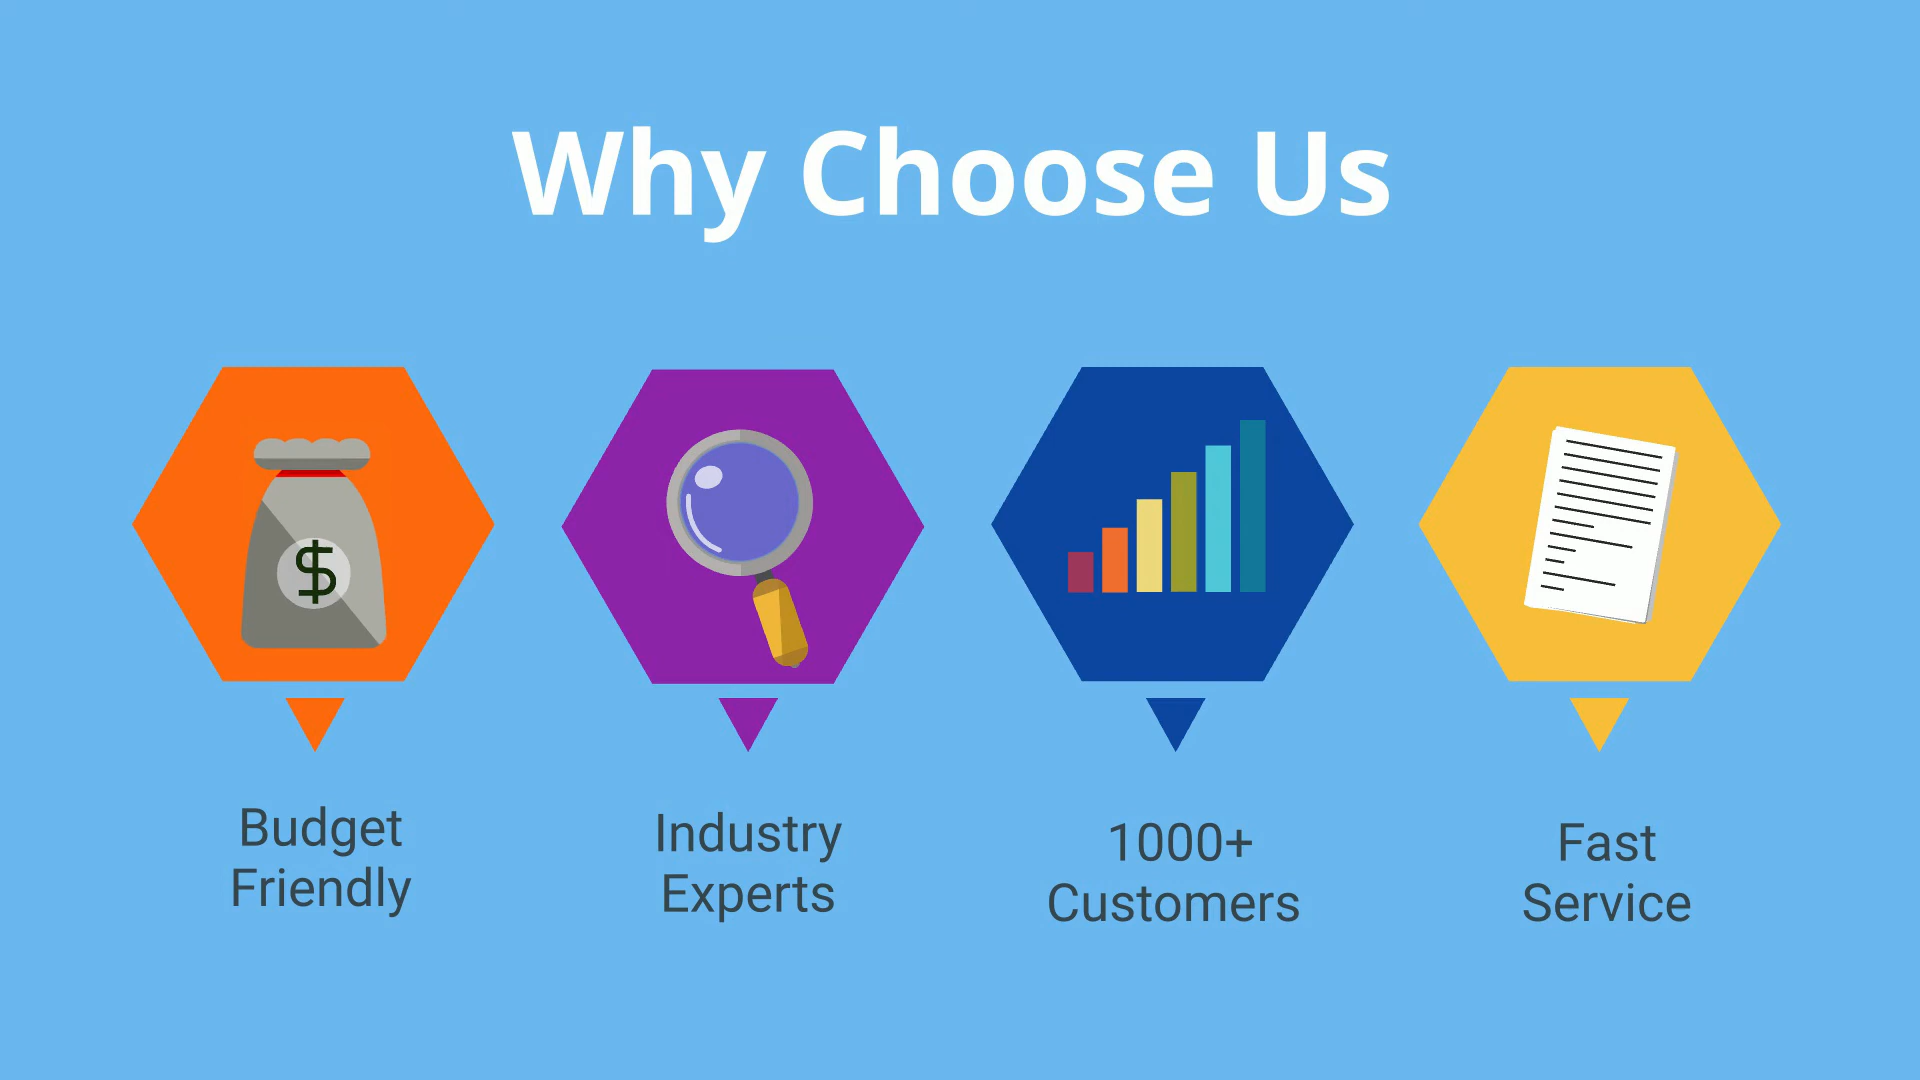 Why Choose Us
$
Budget
Friendly
Industry
Experts
1000+
Customers
Fast
Service